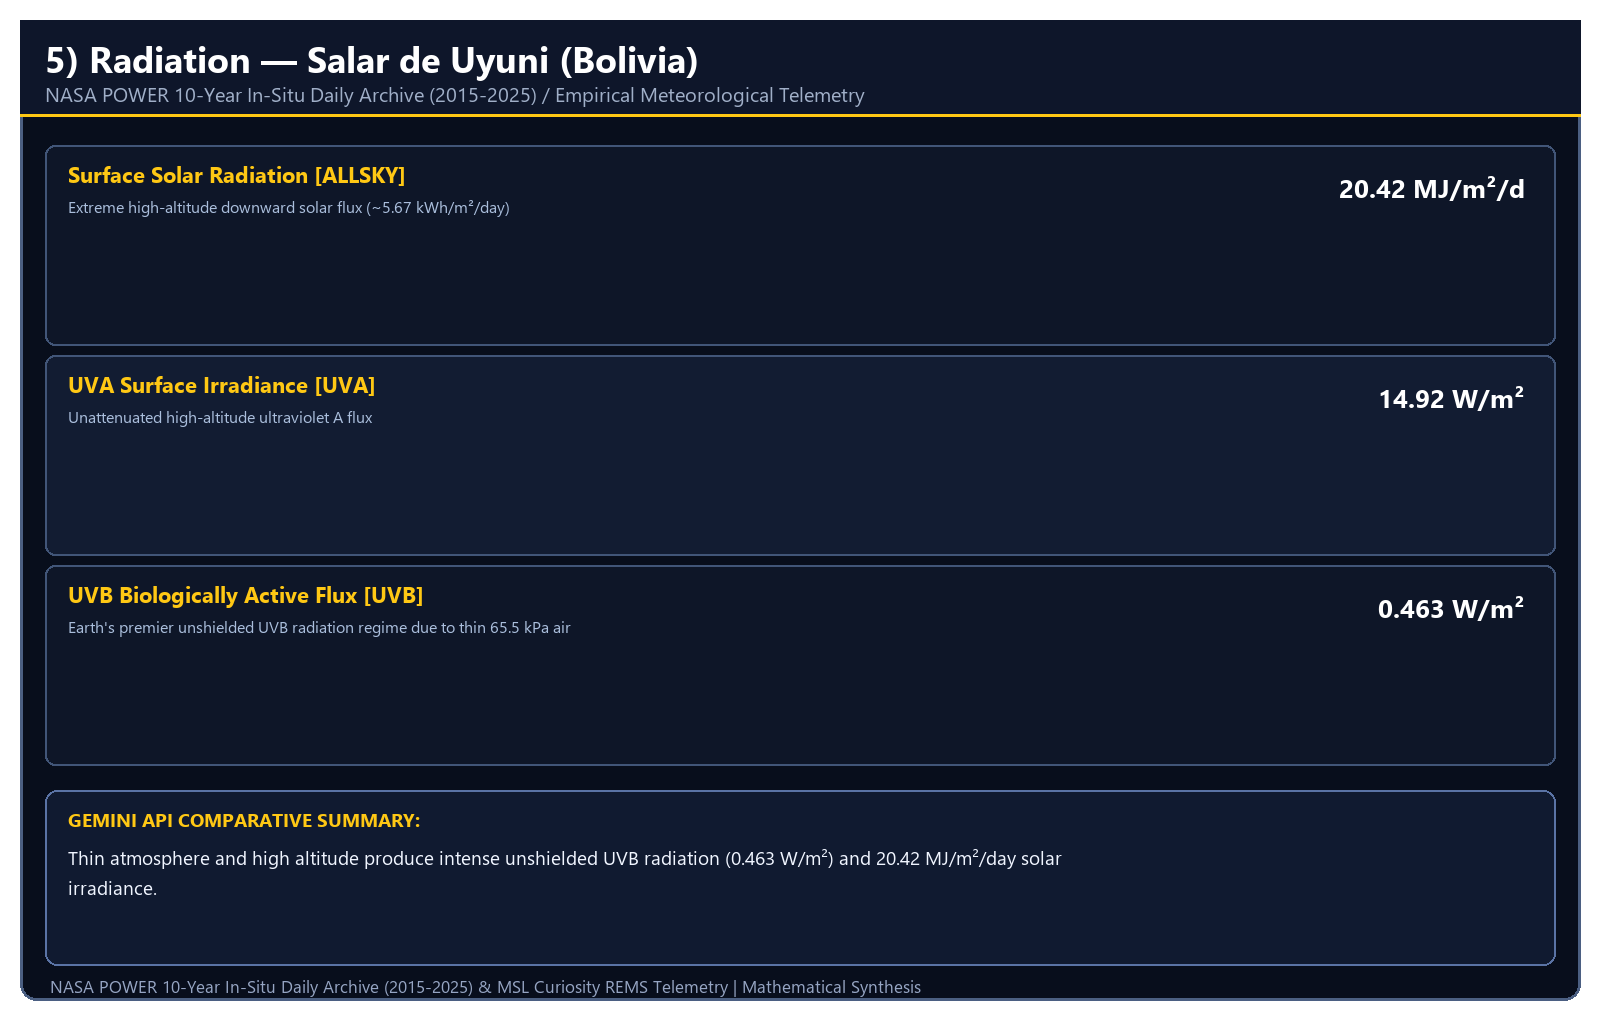 5) Radiation — Salar de Uyuni (Bolivia)
NASA POWER 10-Year In-Situ Daily Archive (2015-2025) / Empirical Meteorological Telemetry
Surface Solar Radiation [ALLSKY]
20.42 MJ/m²/d
Extreme high-altitude downward solar flux (~5.67 kWh/m²/day)
UVA Surface Irradiance [UVA]
14.92 W/m²
Unattenuated high-altitude ultraviolet A flux
UVB Biologically Active Flux [UVB]
0.463 W/m²
Earth's premier unshielded UVB radiation regime due to thin 65.5 kPa air
GEMINI API COMPARATIVE SUMMARY:
Thin atmosphere and high altitude produce intense unshielded UVB radiation (0.463 W/m²) and 20.42 MJ/m²/day solar
irradiance.
NASA POWER 10-Year In-Situ Daily Archive (2015-2025) & MSL Curiosity REMS Telemetry | Mathematical Synthesis